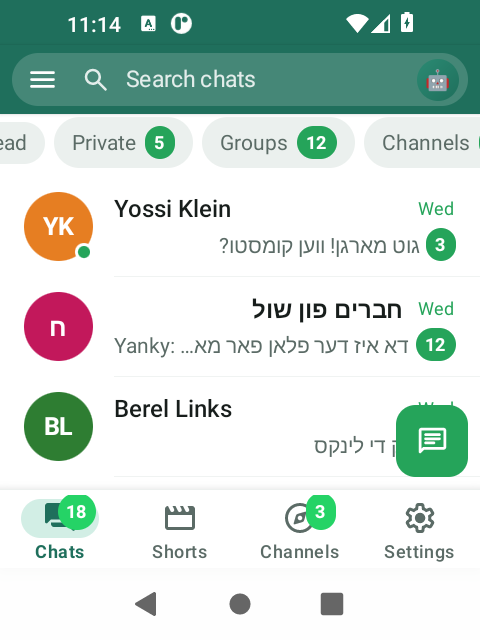 11:14
Search chats
ead
Private 5
Groups 12
Channels
YK
Yossi Klein
Wed
גוט מארגן! ווען קומסטו?
3
ח
חברים פון שול
Wed
Yanky: דא איז דער פלאן פאר מא...
12
BL
Berel Links
די לינקס
18
Chats
Shorts
3
Channels
Settings